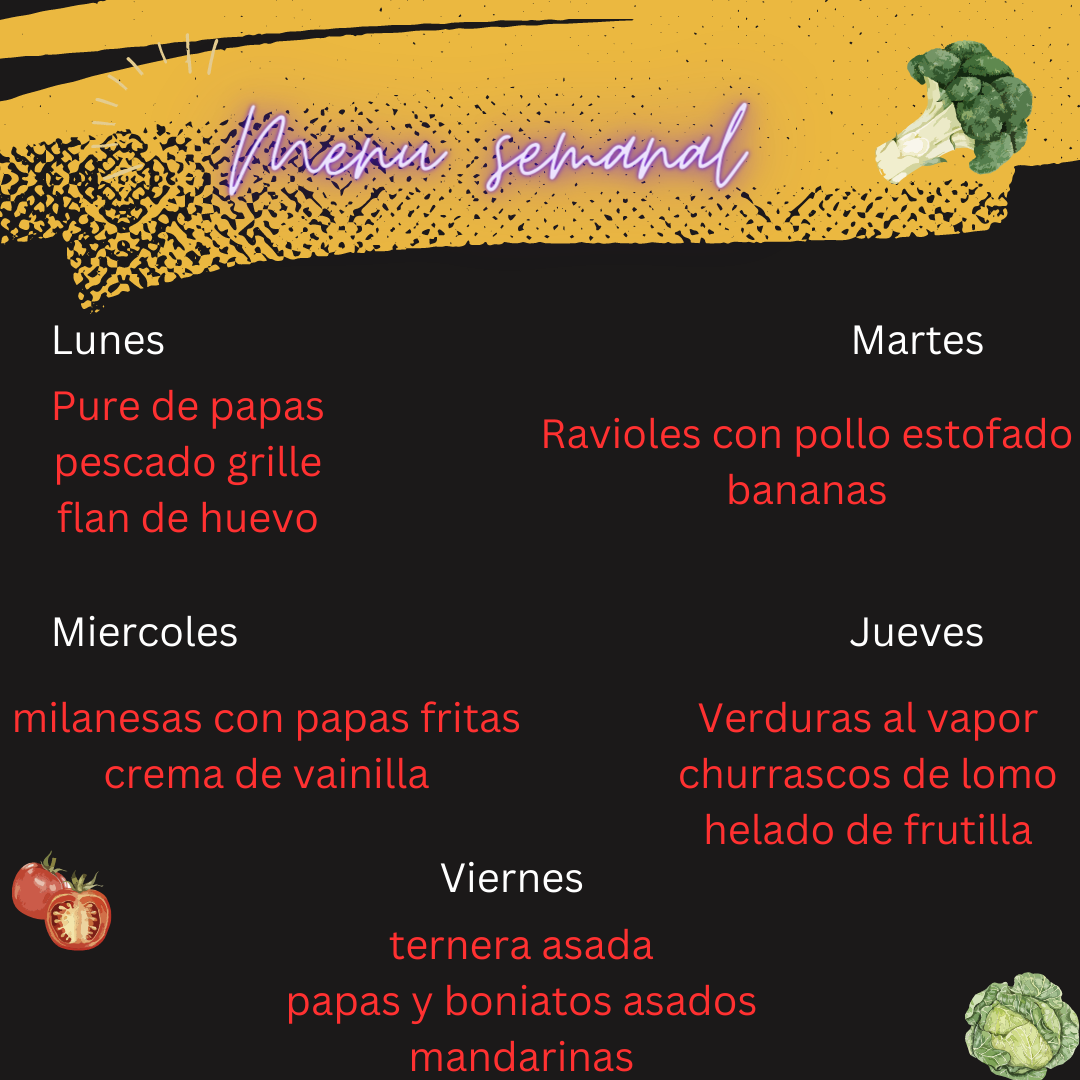 Menu semanal
Lunes
Pure de papas
pescado grille
flan de huevo
Martes
Ravioles con pollo estofado
bananas
Miercoles
milanesas con papas fritas
crema de vainilla
Jueves
Verduras al vapor
churrascos de lomo
helado de frutilla
Viernes
ternera asada
papas y boniatos asados
mandarinas